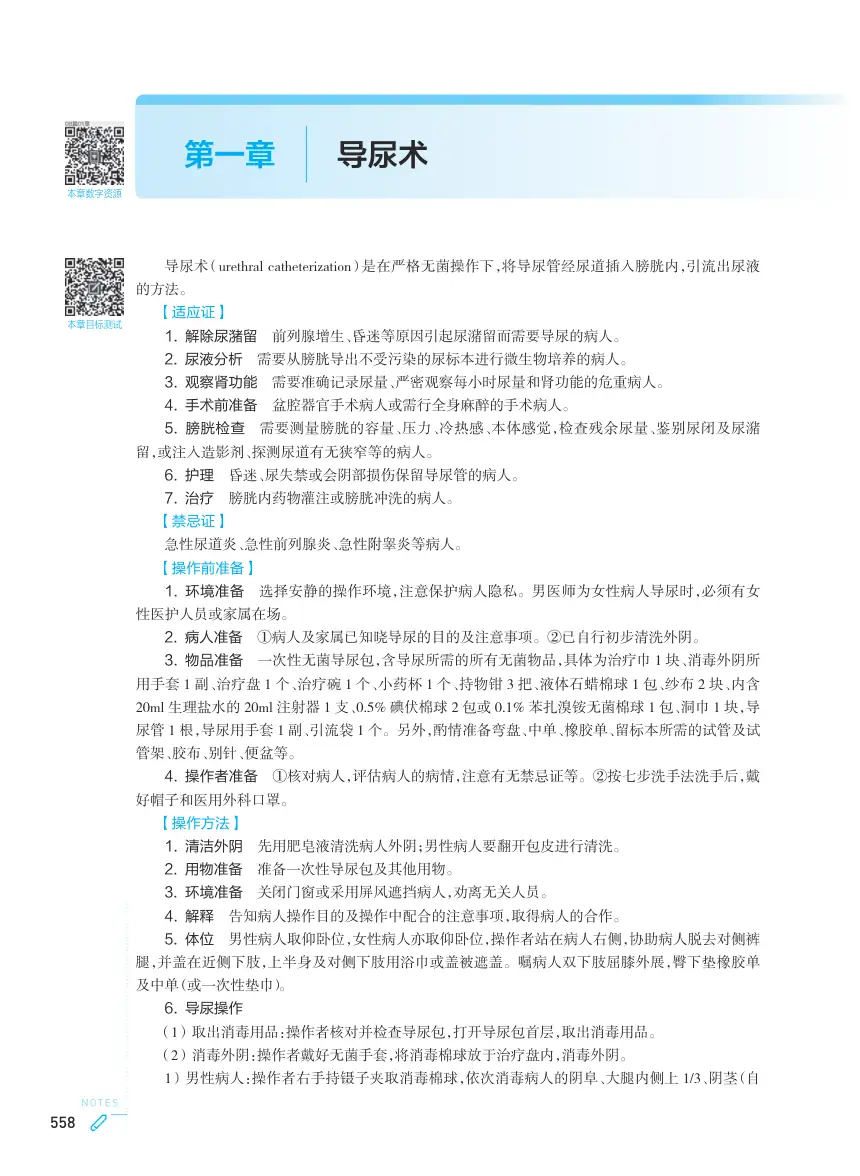 第一章
导尿术
本章数字资源
本章目标测试
导尿术（urethral catheterization）是在严格无菌操作下，将导尿管经尿道插入膀胱内，引流出尿液
的方法。
【适应证】
1. 解除尿潴留 前列腺增生、昏迷等原因引起尿潴留而需要导尿的病人。
2. 尿液分析 需要从膀胱导出不受污染的尿标本进行微生物培养的病人。
3. 观察肾功能 需要准确记录尿量、严密观察每小时尿量和肾功能的危重病人。
4. 手术前准备 盆腔器官手术病人或需行全身麻醉的手术病人。
5. 膀胱检查 需要测量膀胱的容量、压力、冷热感、本体感觉，检查残余尿量、鉴别尿闭及尿潴
留，或注入造影剂、探测尿道有无狭窄等的病人。
6. 护理 昏迷、尿失禁或会阴部损伤保留导尿管的病人。
7. 治疗 膀胱内药物灌注或膀胱冲洗的病人。
【禁忌证】
急性尿道炎、急性前列腺炎、急性附睾炎等病人。
【操作前准备】
1. 环境准备 选择安静的操作环境，注意保护病人隐私。男医师为女性病人导尿时，必须有女
性医护人员或家属在场。
2. 病人准备 ①病人及家属已知晓导尿的目的及注意事项。②已自行初步清洗外阴。
3. 物品准备 一次性无菌导尿包，含导尿所需的所有无菌物品，具体为治疗巾 1 块、消毒外阴所
用手套 1 副、治疗盘 1 个、治疗碗 1 个、小药杯 1 个、持物钳 3 把、液体石蜡棉球 1 包、纱布 2 块、内含
20ml 生理盐水的 20ml 注射器 1 支、0.5% 碘伏棉球 2 包或 0.1% 苯扎溴铵无菌棉球 1 包、洞巾 1 块，导
尿管 1 根，导尿用手套 1 副、引流袋 1 个。另外，酌情准备弯盘、中单、橡胶单、留标本所需的试管及试
管架、胶布、别针、便盆等。
4. 操作者准备 ①核对病人，评估病人的病情，注意有无禁忌证等。②按七步洗手法洗手后，戴
好帽子和医用外科口罩。
【操作方法】
1. 清洁外阴 先用肥皂液清洗病人外阴；男性病人要翻开包皮进行清洗。
2. 用物准备 准备一次性导尿包及其他用物。
3. 环境准备 关闭门窗或采用屏风遮挡病人，劝离无关人员。
4. 解释 告知病人操作目的及操作中配合的注意事项，取得病人的合作。
5. 体位 男性病人取仰卧位，女性病人亦取仰卧位，操作者站在病人右侧，协助病人脱去对侧裤
腿，并盖在近侧下肢，上半身及对侧下肢用浴巾或盖被遮盖。嘱病人双下肢屈膝外展，臀下垫橡胶单
及中单（或一次性垫巾）。
6. 导尿操作
（1）取出消毒用品：操作者核对并检查导尿包，打开导尿包首层，取出消毒用品。
（2）消毒外阴：操作者戴好无菌手套，将消毒棉球放于治疗盘内，消毒外阴。
1）男性病人：操作者右手持镊子夹取消毒棉球，依次消毒病人的阴阜、大腿内侧上 1/3、阴茎（自
NOTES
558